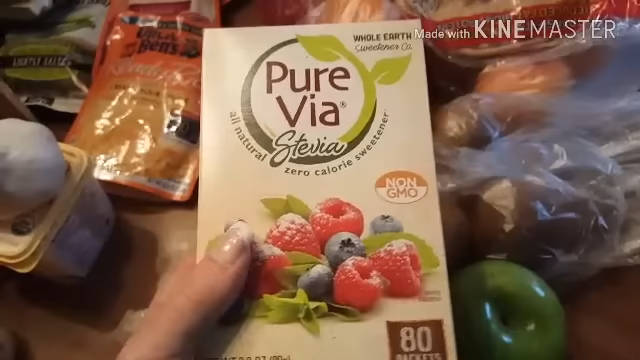 Made with KINEMASTER
WHOLE EARTH
Sweetener Co.
Pure
Via®
all natural
Stevia
zero calorie sweetener
NON
GMO
80
PACKETS
Ben's